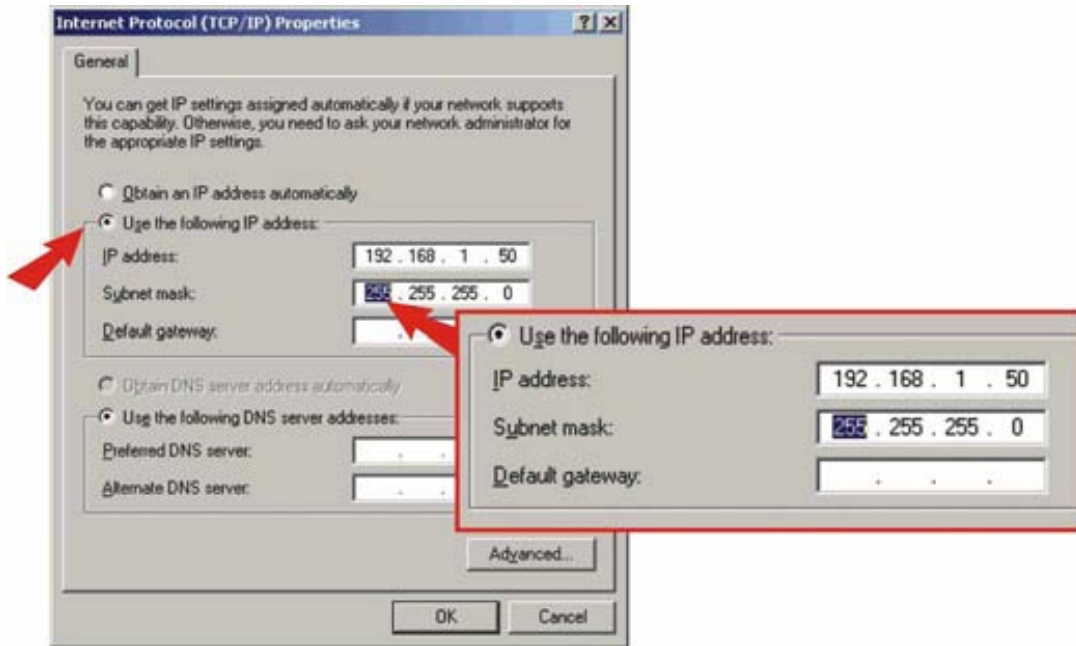 Internet Protocol (TCP/IP) Properties
General
You can get IP settings assigned automatically if your network supports
this capability. Otherwise, you need to ask your network administrator for
the appropriate IP settings.
Obtain an IP address automatically
Use the following IP address:
IP address: 192 . 168 . 1 . 50
Subnet mask: 255 . 255 . 255 . 0
Default gateway:
Obtain DNS server address automatically
Use the following DNS server addresses:
Preferred DNS server:
Alternate DNS server:
Advanced...
OK Cancel
Use the following IP address:
IP address: 192 . 168 . 1 . 50
Subnet mask: 255 . 255 . 255 . 0
Default gateway: . . .